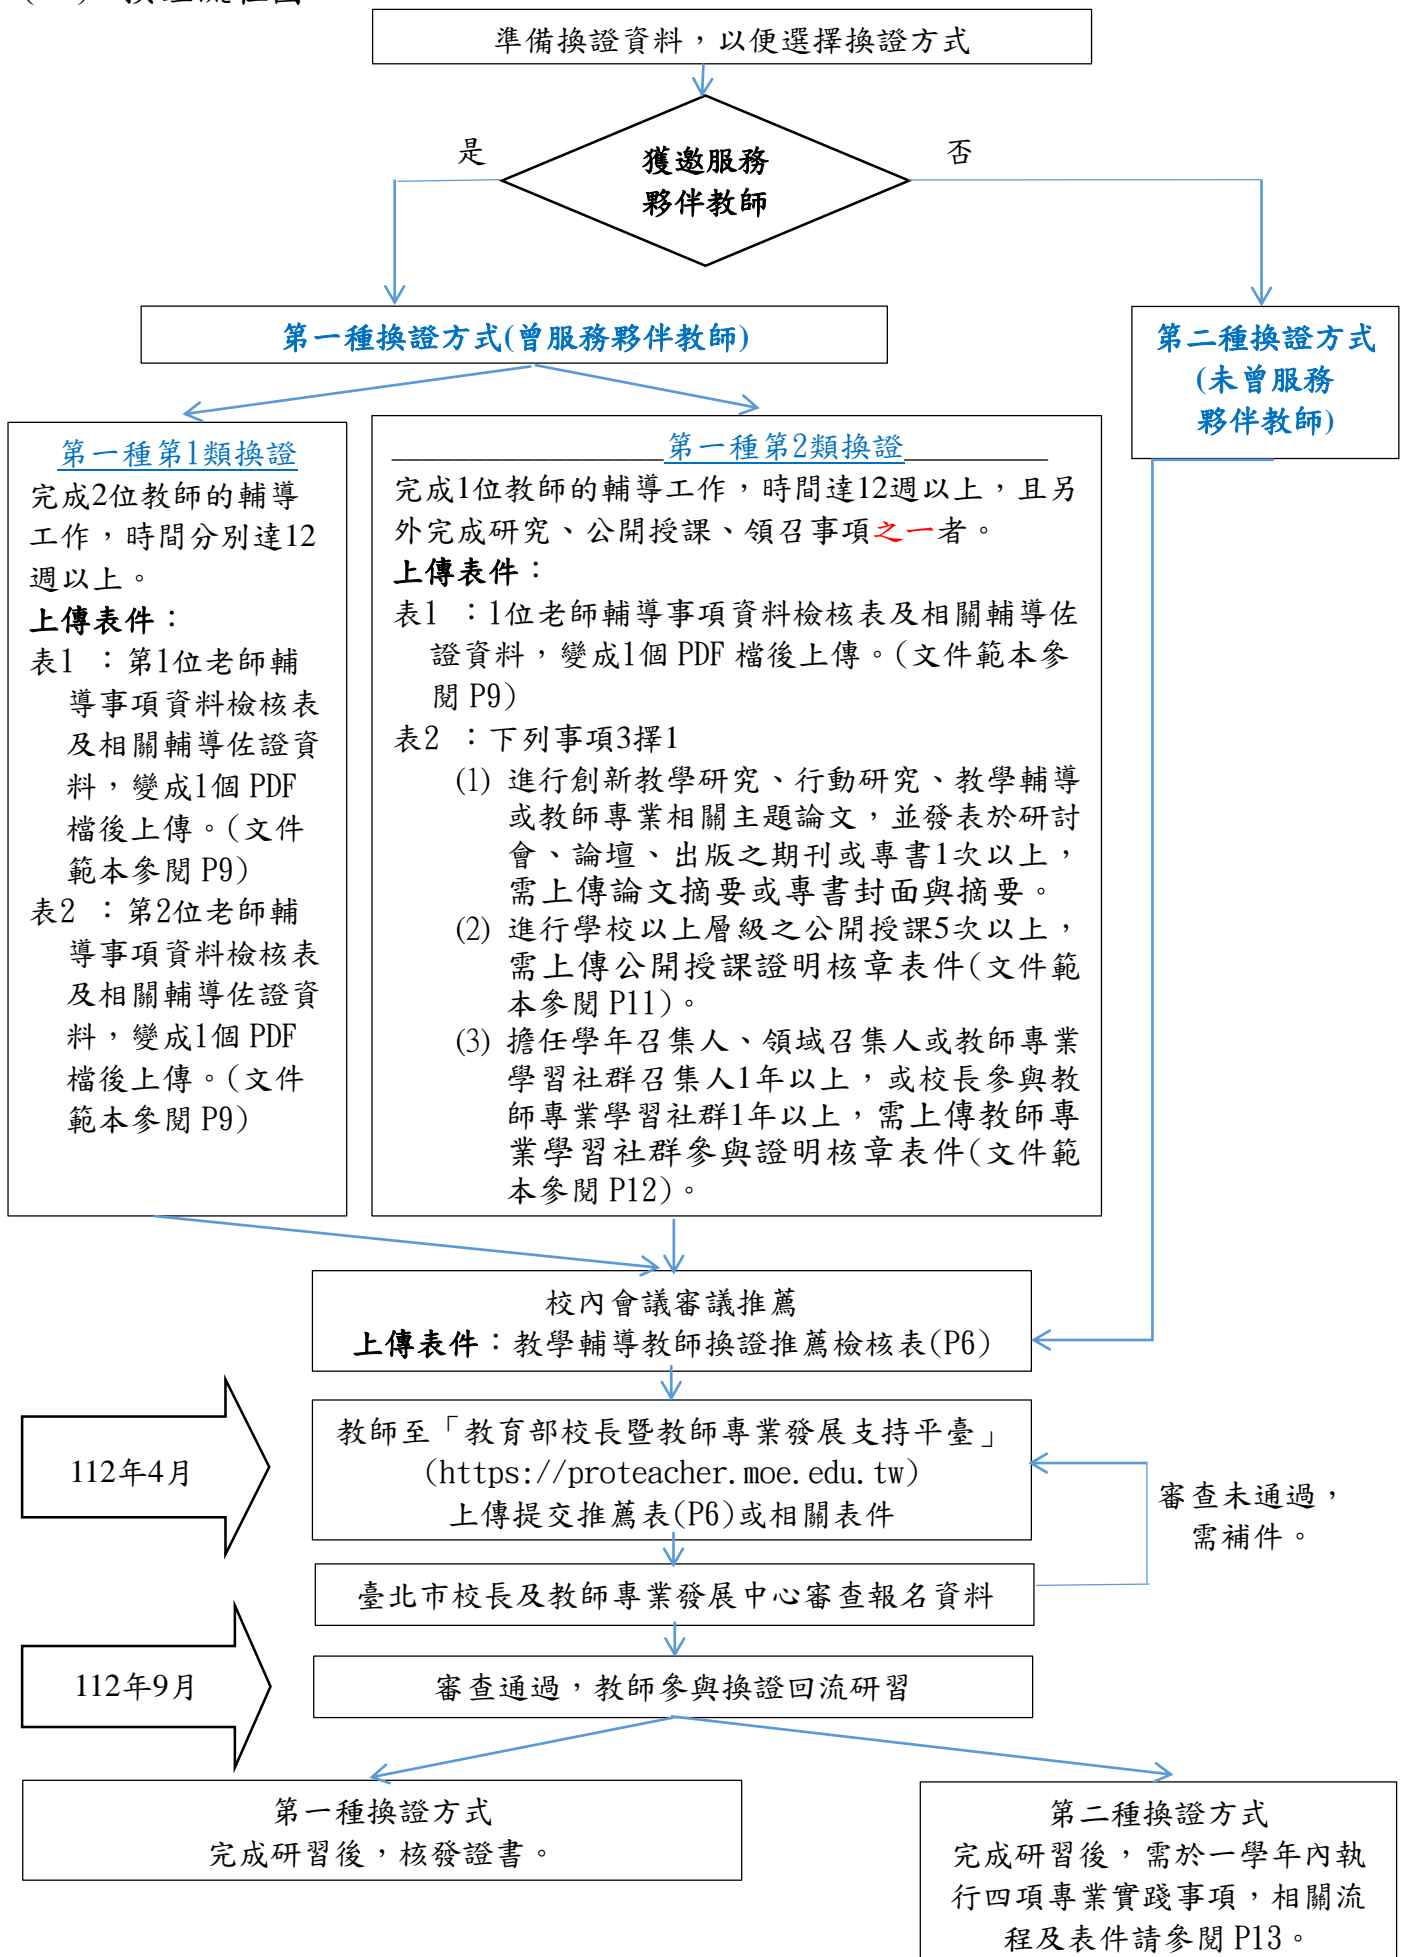 準備換證資料，以便選擇換證方式
是
獲邀服務
夥伴教師
否
第一種換證方式(曾服務夥伴教師)
第二種換證方式
(未曾服務
夥伴教師)
第一種第1類換證
完成2位教師的輔導
工作，時間分別達12
週以上。
上傳表件：
表1 ：第1位老師輔
導事項資料檢核表
及相關輔導佐證資
料，變成1個 PDF
檔後上傳。(文件
範本參閱 P9)
表2 ：第2位老師輔
導事項資料檢核表
及相關輔導佐證資
料，變成1個 PDF
檔後上傳。(文件
範本參閱 P9)
第一種第2類換證
完成1位教師的輔導工作，時間達12週以上，且另
外完成研究、公開授課、領召事項之一者。
上傳表件：
表1 ：1位老師輔導事項資料檢核表及相關輔導佐
證資料，變成1個 PDF 檔後上傳。(文件範本參
閱 P9)
表2 ：下列事項3擇1
(1) 進行創新教學研究、行動研究、教學輔導
或教師專業相關主題論文，並發表於研討
會、論壇、出版之期刊或專書1次以上，
需上傳論文摘要或專書封面與摘要。
(2) 進行學校以上層級之公開授課5次以上，
需上傳公開授課證明核章表件(文件範
本參閱 P11)。
(3) 擔任學年召集人、領域召集人或教師專業
學習社群召集人1年以上，或校長參與教
師專業學習社群1年以上，需上傳教師專
業學習社群參與證明核章表件(文件範
本參閱 P12)。
校內會議審議推薦
上傳表件：教學輔導教師換證推薦檢核表(P6)
112年4月
教師至「教育部校長暨教師專業發展支持平臺」
(https://proteacher.moe.edu.tw)
上傳提交推薦表(P6)或相關表件
審查未通過，
需補件。
臺北市校長及教師專業發展中心審查報名資料
112年9月
審查通過，教師參與換證回流研習
第一種換證方式
完成研習後，核發證書。
第二種換證方式
完成研習後，需於一學年內執
行四項專業實踐事項，相關流
程及表件請參閱 P13。